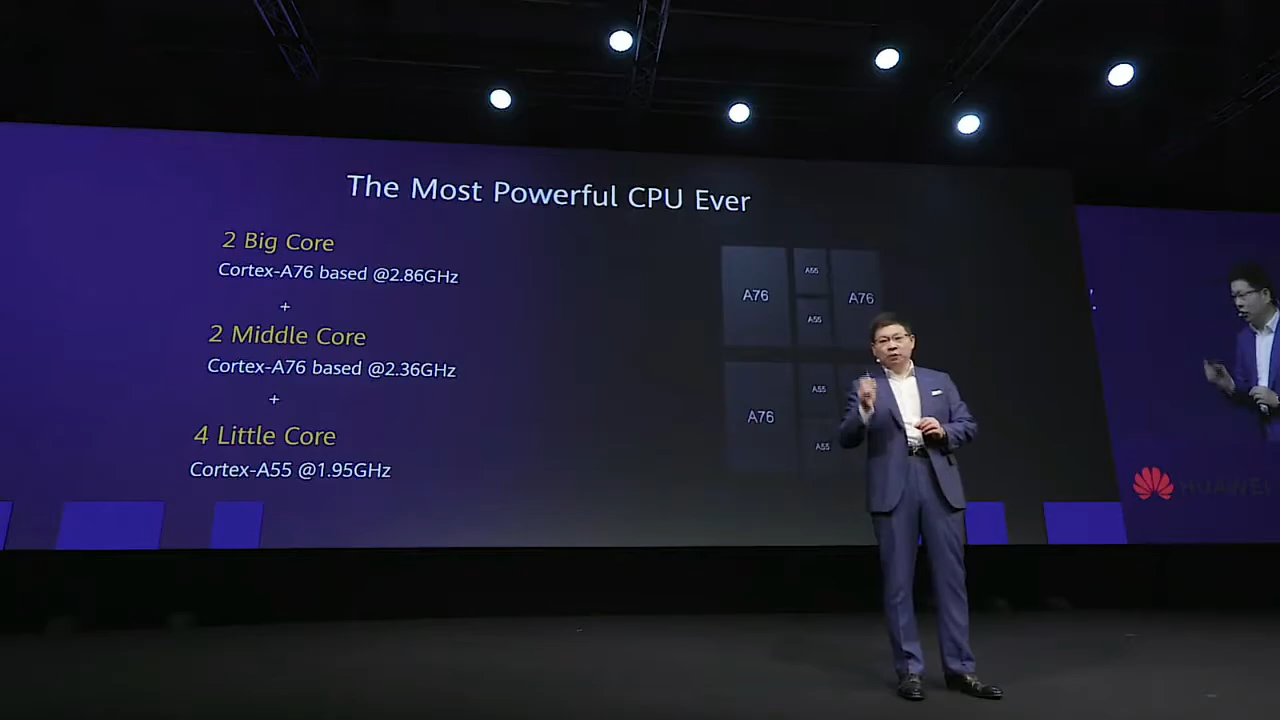 The Most Powerful CPU Ever
2 Big Core
Cortex-A76 based @2.86GHz
+
2 Middle Core
Cortex-A76 based @2.36GHz
+
4 Little Core
Cortex-A55 @1.95GHz
A76
A55
A76
A55
A76
A55
A55
HUAWEI